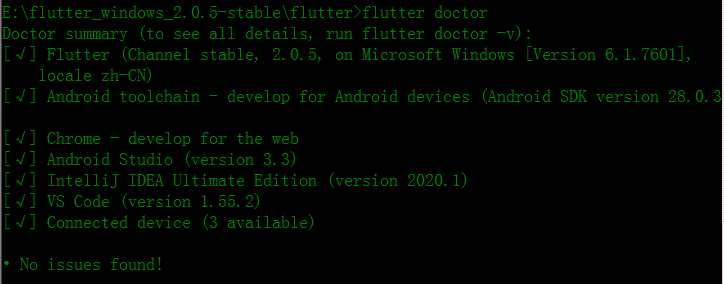 E:\flutter_windows_2.0.5-stable\flutter>flutter doctor
Doctor summary (to see all details, run flutter doctor -v):
[√] Flutter (Channel stable, 2.0.5, on Microsoft Windows [Version 6.1.7601],
locale zh-CN)
[√] Android toolchain - develop for Android devices (Android SDK version 28.0.3
[√] Chrome - develop for the web
[√] Android Studio (version 3.3)
[√] IntelliJ IDEA Ultimate Edition (version 2020.1)
[√] VS Code (version 1.55.2)
[√] Connected device (3 available)
• No issues found!